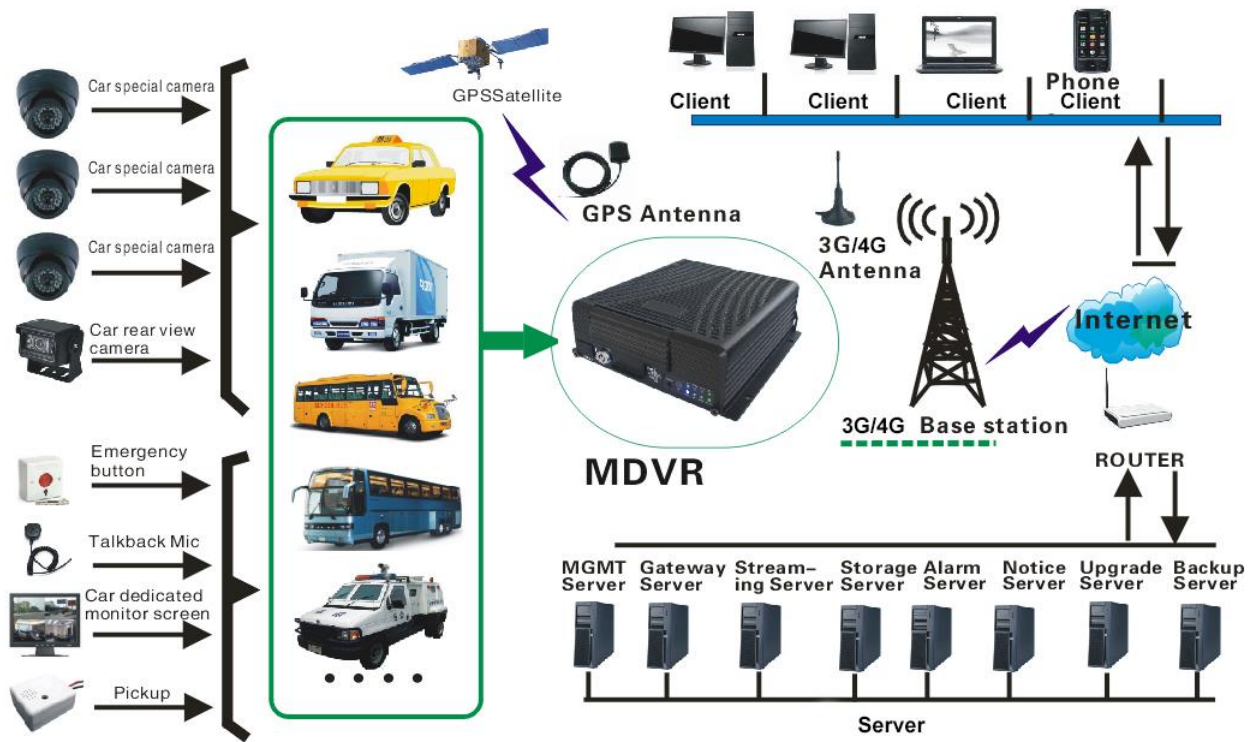 Car special camera
Car special camera
Car special camera
Car rear view
camera
Emergency
button
Talkback Mic
Car dedicated
monitor screen
Pickup
GPSSatellite
GPS Antenna
MDVR
3G/4G
Antenna
3G/4G Base station
Client
Client
Client
Phone
Client
Internet
ROUTER
MGMT
Server
Gateway
Server
Stream–
ing Server
Storage
Server
Alarm
Server
Notice
Server
Upgrade
Server
Backup
Server
Server